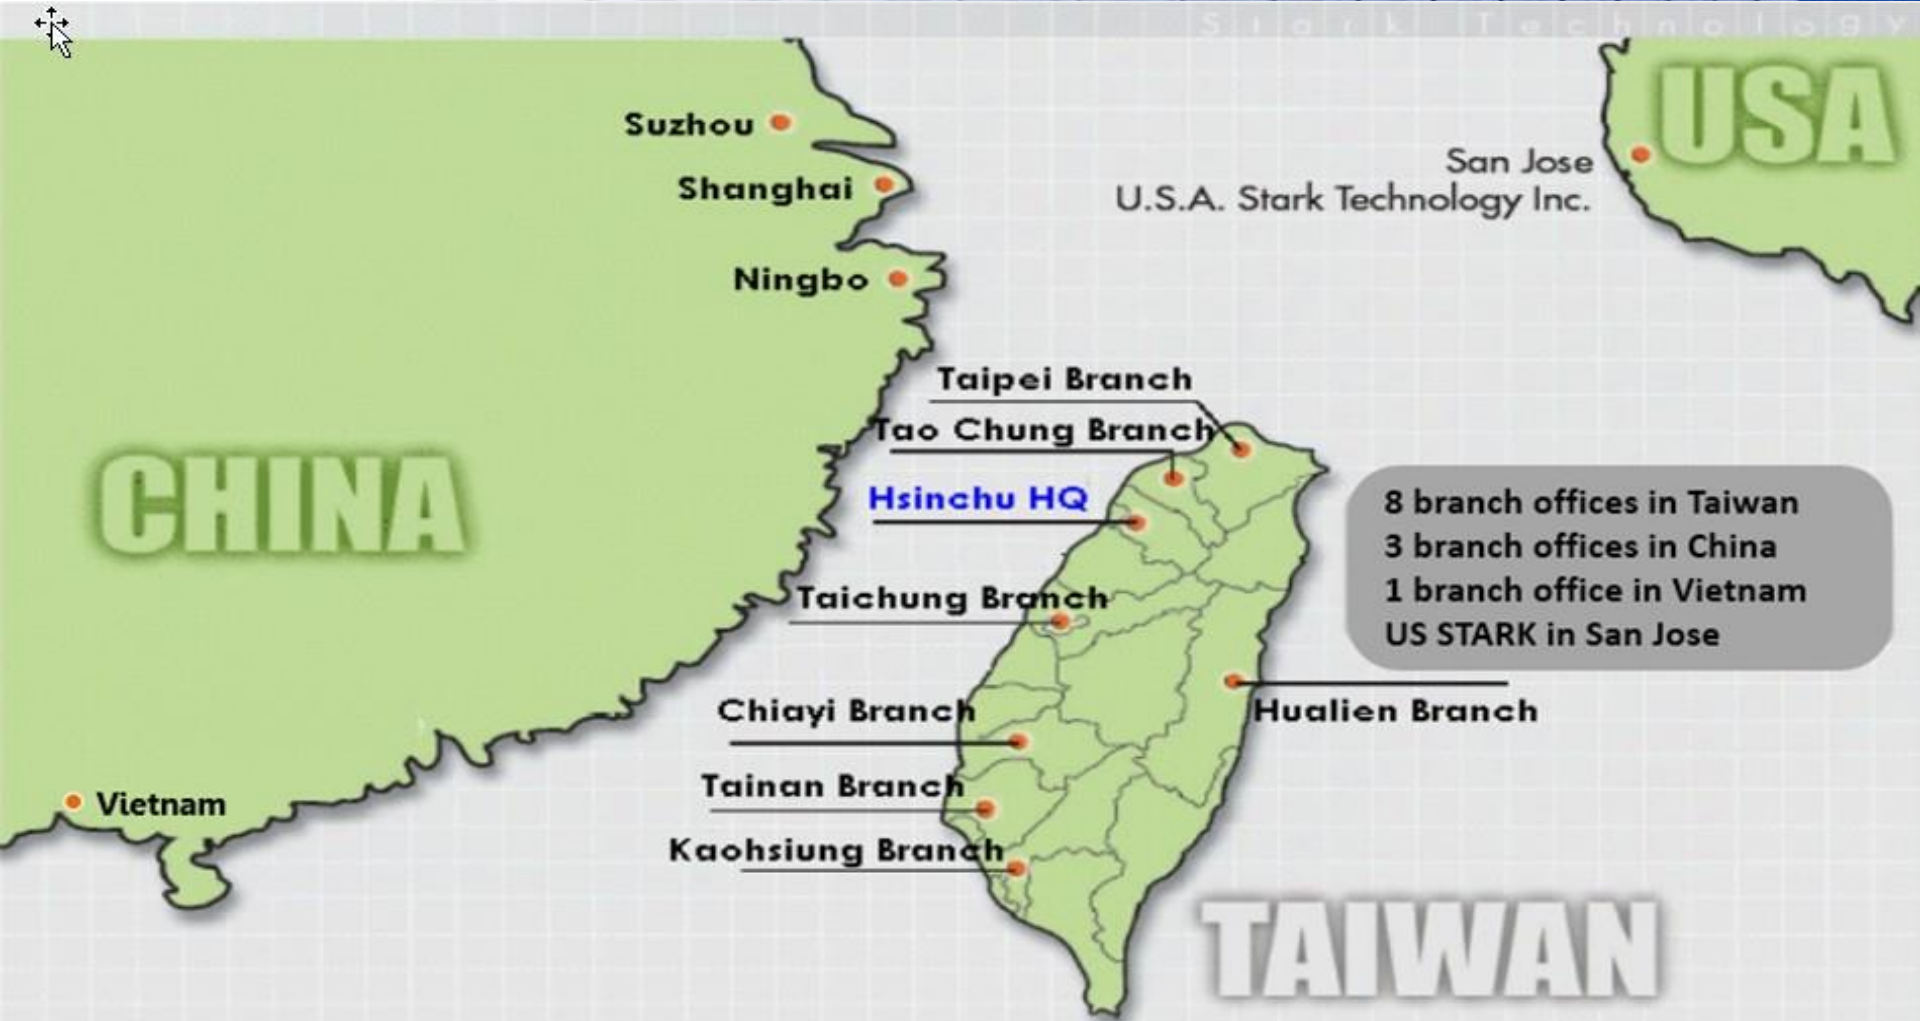 Stark Technology
USA
Suzhou
San Jose
U.S.A. Stark Technology Inc.
Shanghai
Ningbo
Taipei Branch
Tao Chung Branch
Hsinchu HQ
CHINA
8 branch offices in Taiwan
3 branch offices in China
1 branch office in Vietnam
US STARK in San Jose
Taichung Branch
Chiayi Branch
Hualien Branch
Tainan Branch
Vietnam
Kaohsiung Branch
TAIWAN